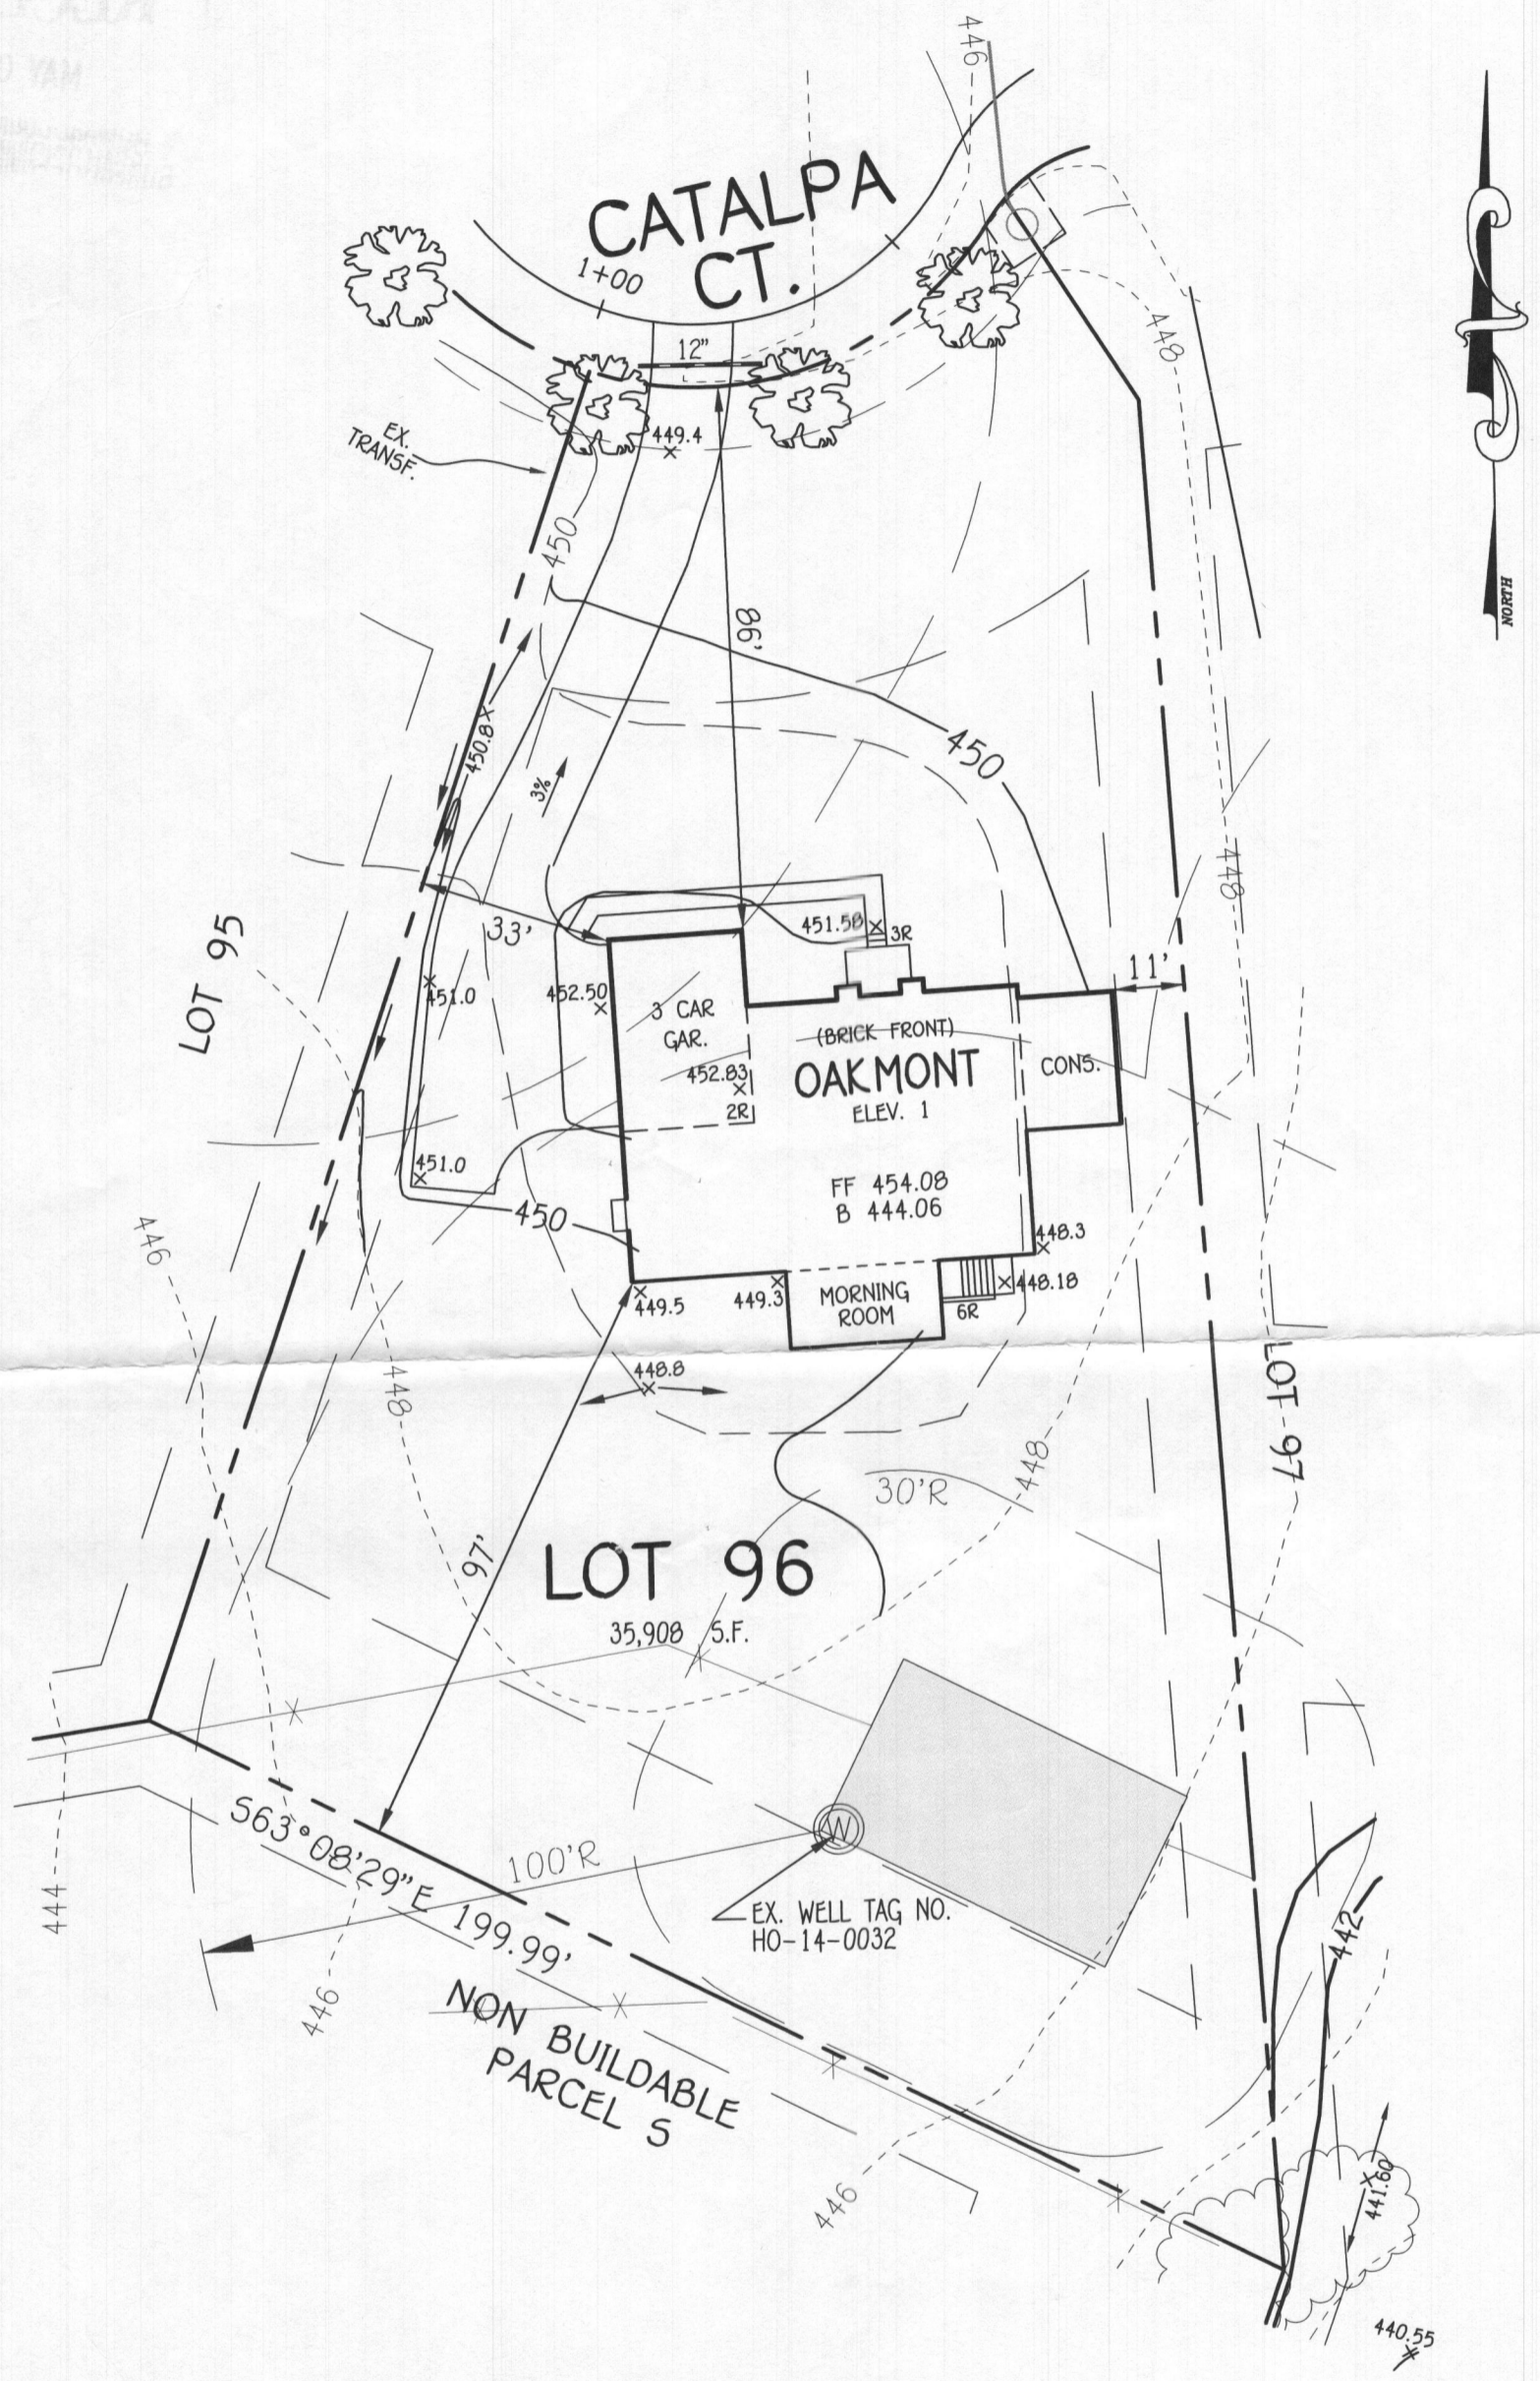 446
CATALPA
CT.
1+00
12"
448
EX.
TRANSF.
449.4
450
NORTH
86'
450.8
450
3%
448
LOT 95
33'
451.58
3R
11'
451.0
452.50
3 CAR
GAR.
(BRICK FRONT)
OAKMONT
ELEV. 1
CONS.
452.83
2R
451.0
FF 454.08
B 444.06
450
446
448.3
448.18
449.5
449.3
MORNING
ROOM
6R
448.8
448
LOT 97
448
30'R
97'
LOT 96
35,908 S.F.
W
S63°08'29"E 199.99'
100'R
444
EX. WELL TAG NO.
HO-14-0032
442
446
NON BUILDABLE
PARCEL S
446
441.60
440.55